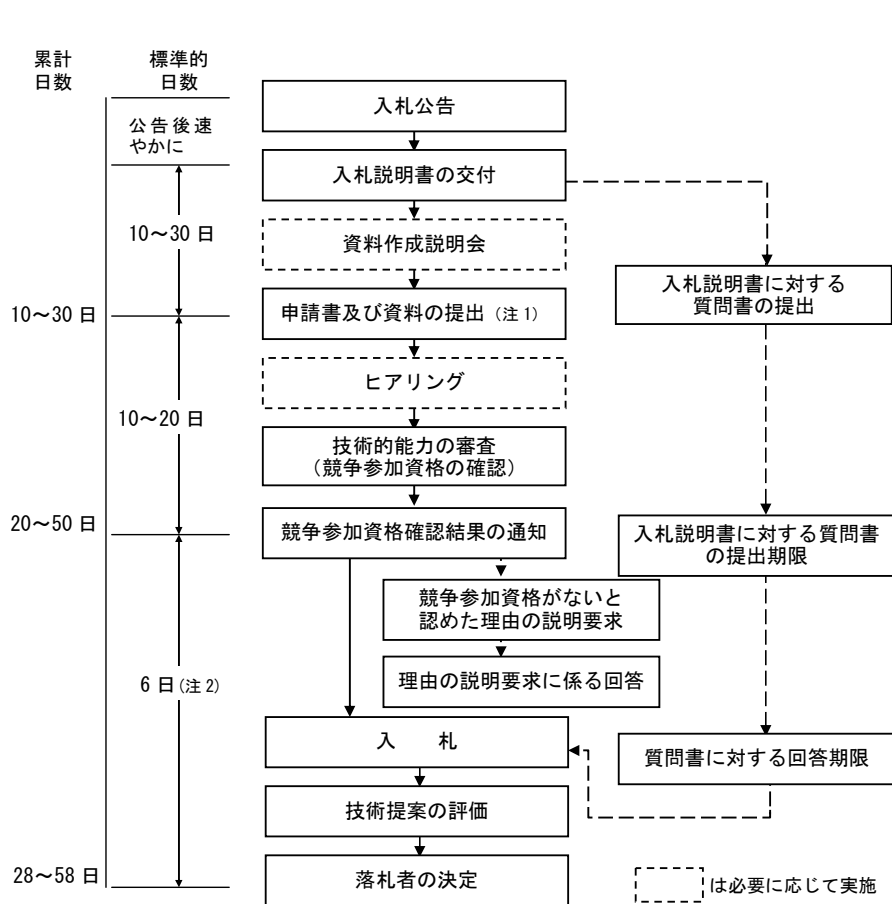 累計
日数
標準的
日数
公告後速
やかに
入札公告
入札説明書の交付
10～30 日
資料作成説明会
入札説明書に対する
質問書の提出
10～30 日
申請書及び資料の提出 (注 1)
ヒアリング
10～20 日
技術的能力の審査
(競争参加資格の確認)
20～50 日
競争参加資格確認結果の通知
入札説明書に対する質問書
の提出期限
競争参加資格がないと
認めた理由の説明要求
6 日(注 2)
理由の説明要求に係る回答
入 札
質問書に対する回答期限
技術提案の評価
28～58 日
落札者の決定
は必要に応じて実施